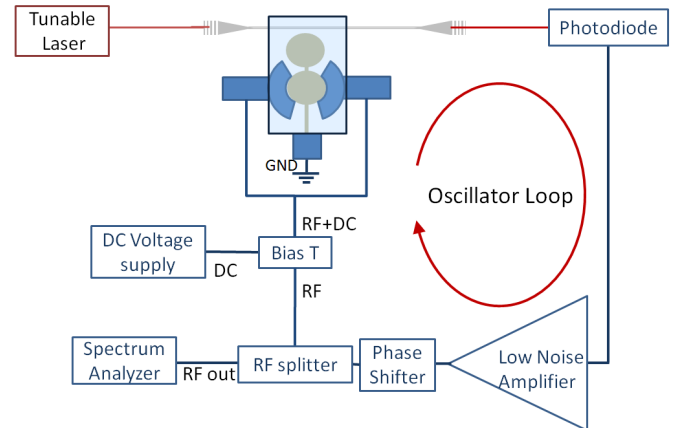 Tunable
Laser
Photodiode
GND
Oscillator Loop
RF+DC
DC Voltage
supply
DC
Bias T
RF
Spectrum
Analyzer
RF out
RF splitter
Phase
Shifter
Low Noise
Amplifier